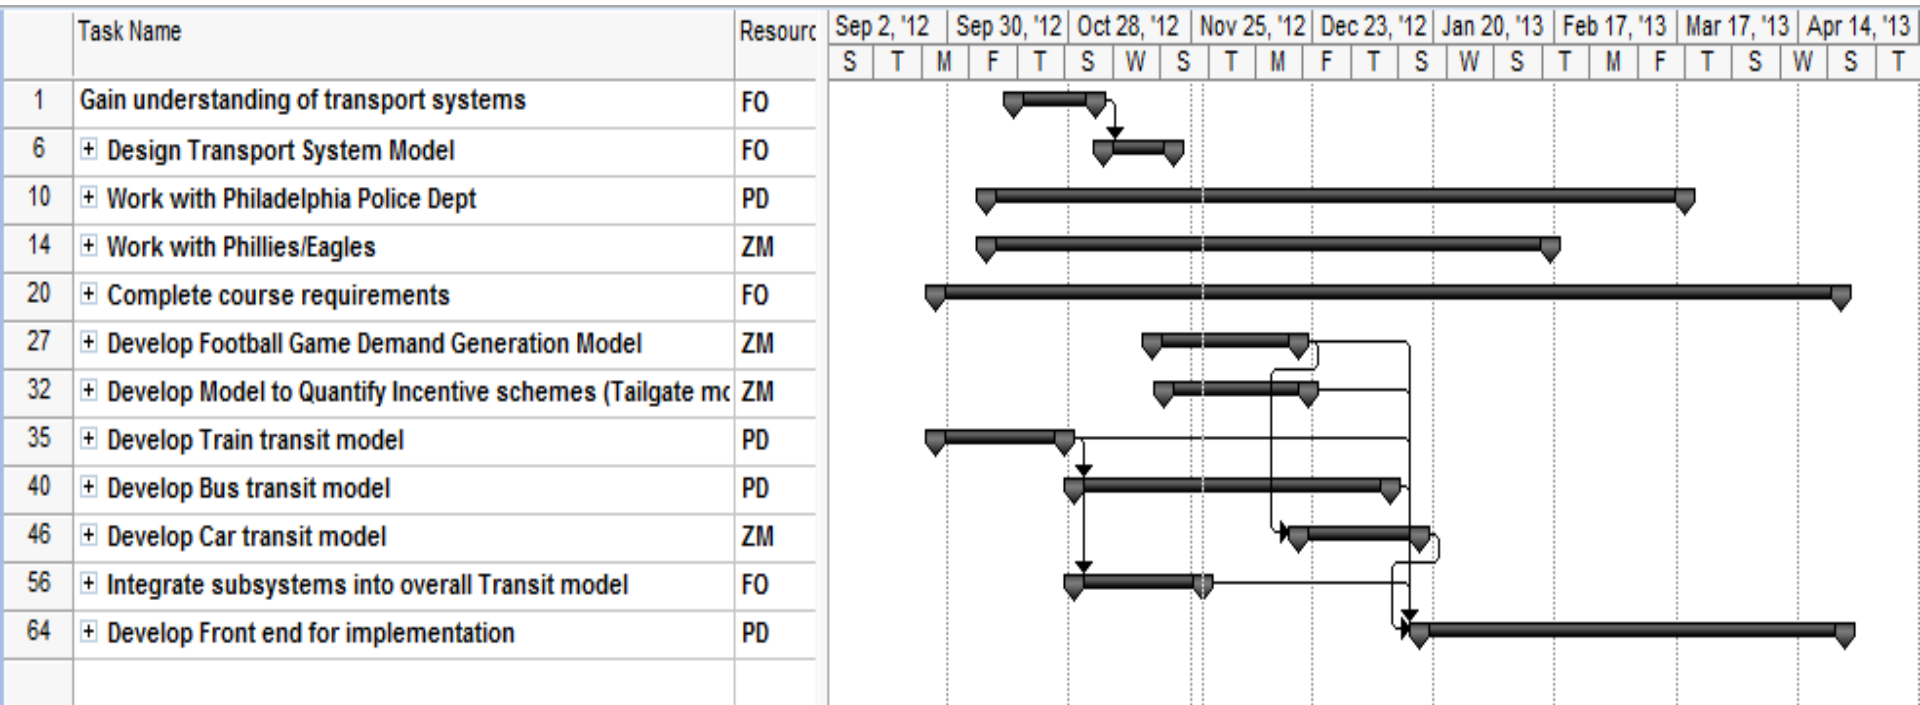 Task Name Resourc Sep 2, '12 Sep 30, '12 Oct 28, '12 Nov 25, '12 Dec 23, '12 Jan 20, '13 Feb 17, '13 Mar 17, '13 Apr 14, '13
S T M F T S W S T M F T S W S T M F T S W S T
1 Gain understanding of transport systems FO
6 Design Transport System Model FO
10 Work with Philadelphia Police Dept PD
14 Work with Phillies/Eagles ZM
20 Complete course requirements FO
27 Develop Football Game Demand Generation Model ZM
32 Develop Model to Quantify Incentive schemes (Tailgate mo ZM
35 Develop Train transit model PD
40 Develop Bus transit model PD
46 Develop Car transit model ZM
56 Integrate subsystems into overall Transit model FO
64 Develop Front end for implementation PD